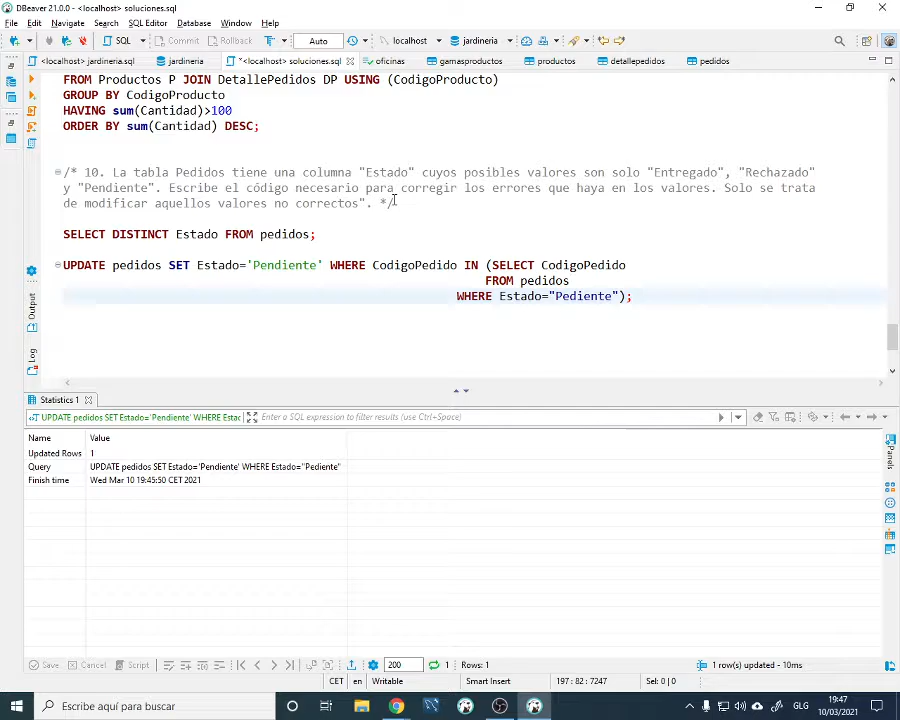 DBeaver 21.0.0 - <localhost> soluciones.sql
File Edit Navigate Search SQL Editor Database Window Help
SQL Commit Rollback Auto localhost jardineria
<localhost> jardineria.sql jardineria *<localhost> soluciones.sql oficinas gamasproductos productos detallepedidos pedidos
FROM Productos P JOIN DetallePedidos DP USING (CodigoProducto)
GROUP BY CodigoProducto
HAVING sum(Cantidad)>100
ORDER BY sum(Cantidad) DESC;
/* 10. La tabla Pedidos tiene una columna "Estado" cuyos posibles valores son solo "Entregado", "Rechazado"
y "Pendiente". Escribe el código necesario para corregir los errores que haya en los valores. Solo se trata
de modificar aquellos valores no correctos". */
SELECT DISTINCT Estado FROM pedidos;
UPDATE pedidos SET Estado='Pendiente' WHERE CodigoPedido IN (SELECT CodigoPedido
FROM pedidos
WHERE Estado="Pediente");
Output
Log
Statistics 1
UPDATE pedidos SET Estado='Pendiente' WHERE Estac Enter a SQL expression to filter results (use Ctrl+Space)
Name Value
Updated Rows 1
Query UPDATE pedidos SET Estado='Pendiente' WHERE Estado="Pediente"
Finish time Wed Mar 10 19:45:50 CET 2021
Panels
Save Cancel Script 200 1 Rows: 1 1 row(s) updated - 10ms
CET en Writable Smart Insert 197 : 82 : 7247 Sel: 0 | 0
Escribe aquí para buscar GLG 19:47
10/03/2021